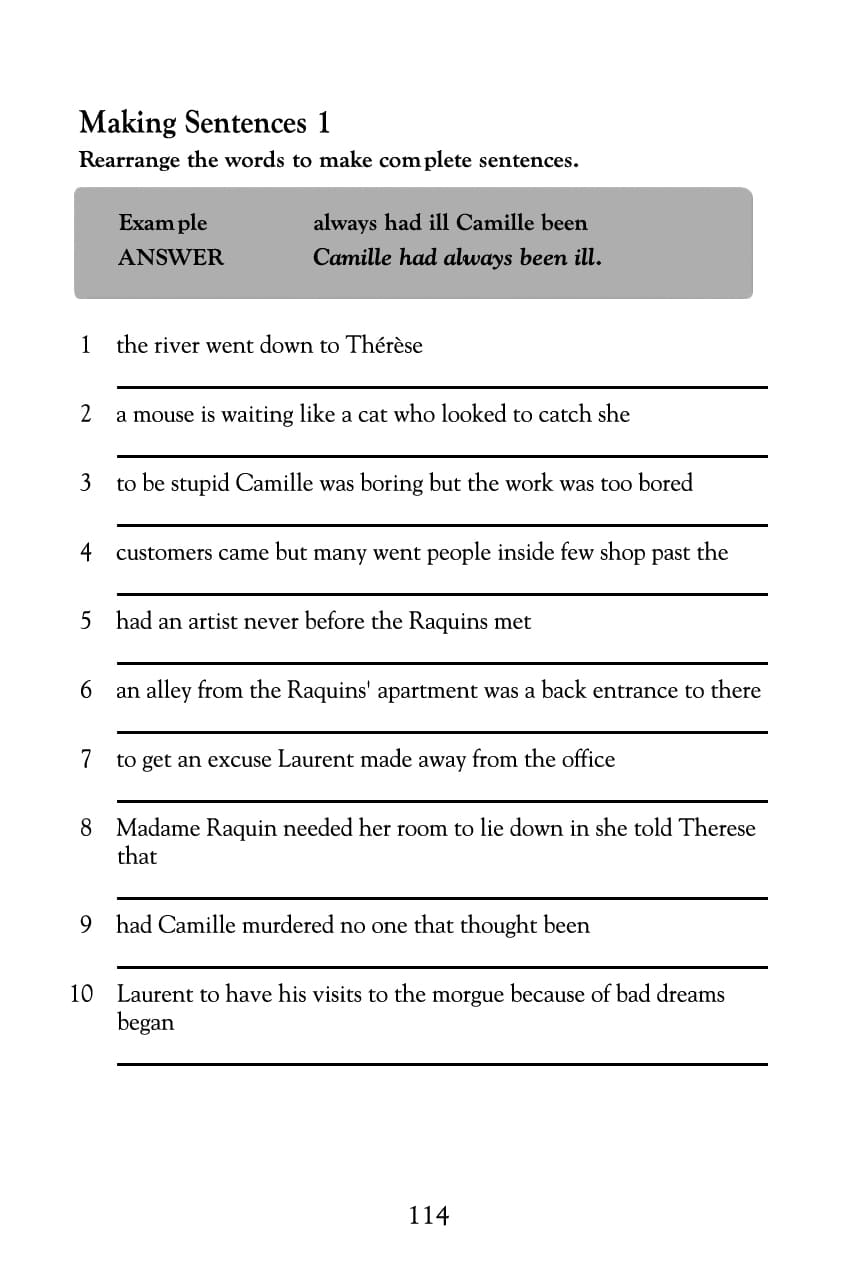 Making Sentences 1
Rearrange the words to make complete sentences.
Example always had ill Camille been
ANSWER Camille had always been ill.
1 the river went down to Thérèse
2 a mouse is waiting like a cat who looked to catch she
3 to be stupid Camille was boring but the work was too bored
4 customers came but many went people inside few shop past the
5 had an artist never before the Raquins met
6 an alley from the Raquins' apartment was a back entrance to there
7 to get an excuse Laurent made away from the office
8 Madame Raquin needed her room to lie down in she told Therese
that
9 had Camille murdered no one that thought been
10 Laurent to have his visits to the morgue because of bad dreams
began
114